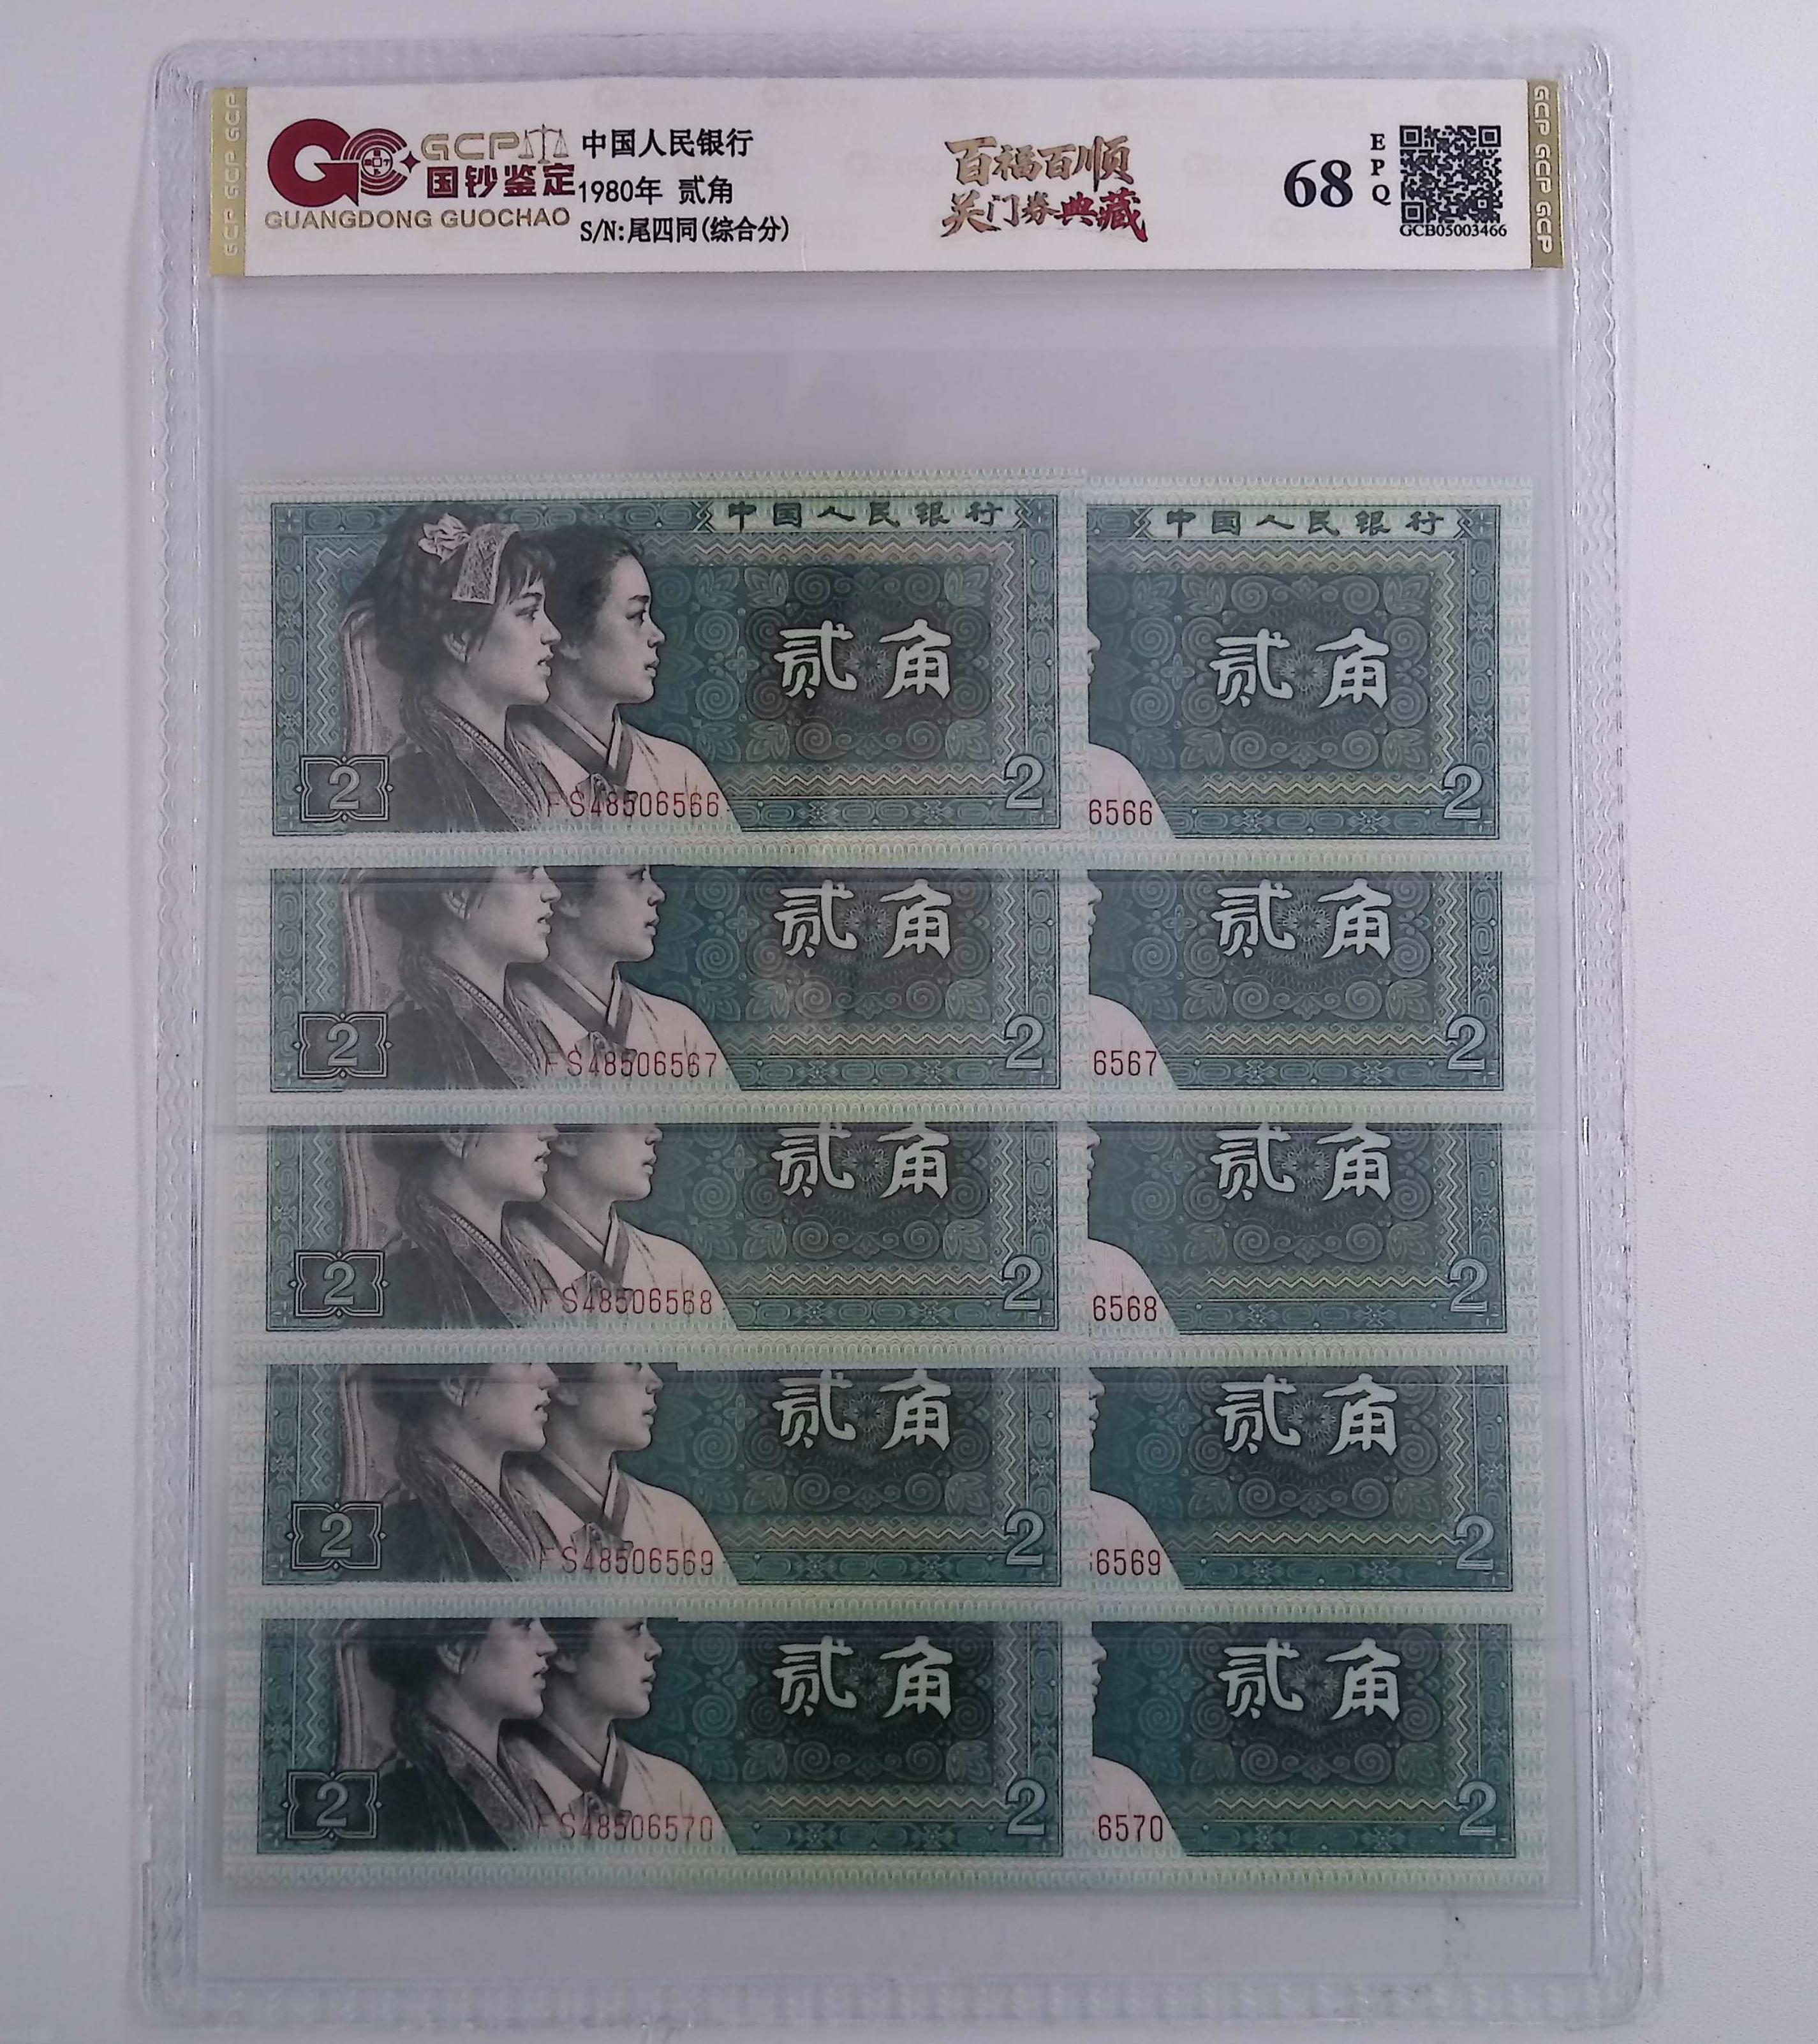 GCP
国钞鉴定
GUANGDONG GUOCHAO
中国人民银行
1980年 贰角
S/N:尾四同(综合分)
百福百顺
关门券典藏
68
EPQ
GCB05003466
GCP GCP GCP
中国人民银行
贰角
2
FS48506566
2
中国人民银行
贰角
6566
2
贰角
2
FS48506567
2
贰角
6567
2
贰角
2
FS48506568
2
贰角
6568
2
贰角
2
FS48506569
2
贰角
6569
2
贰角
2
FS48506570
2
贰角
6570
2